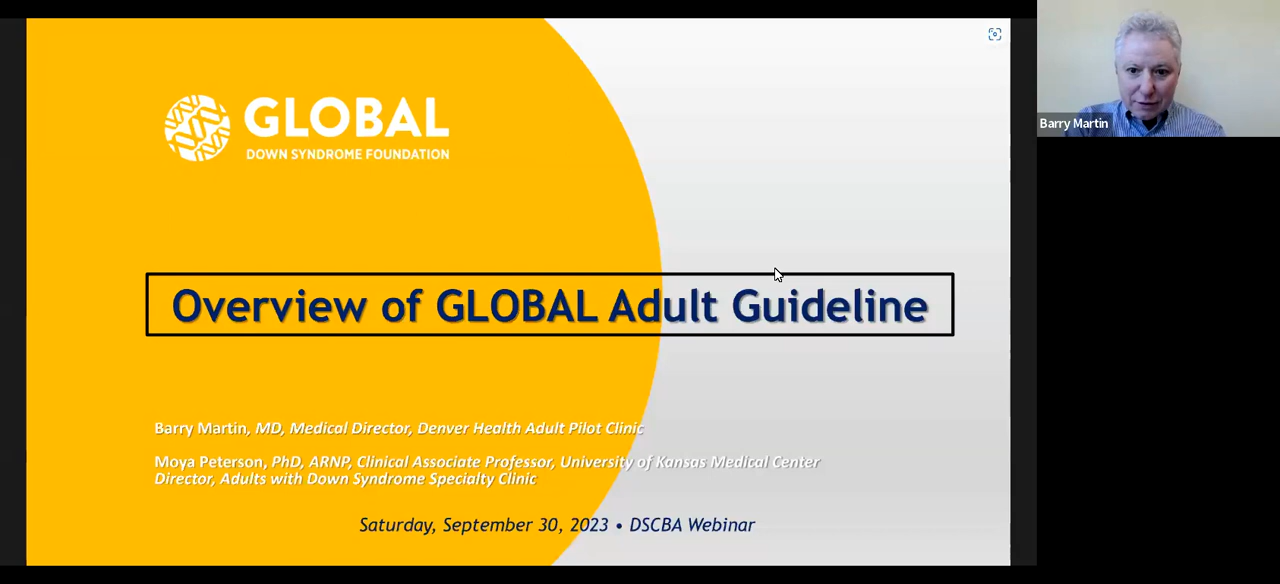 GLOBAL
DOWN SYNDROME FOUNDATION
Overview of GLOBAL Adult Guideline
Barry Martin, MD, Medical Director, Denver Health Adult Pilot Clinic
Moya Peterson, PhD, ARNP, Clinical Associate Professor, University of Kansas Medical Center
Director, Adults with Down Syndrome Specialty Clinic
Saturday, September 30, 2023 • DSCBA Webinar
Barry Martin